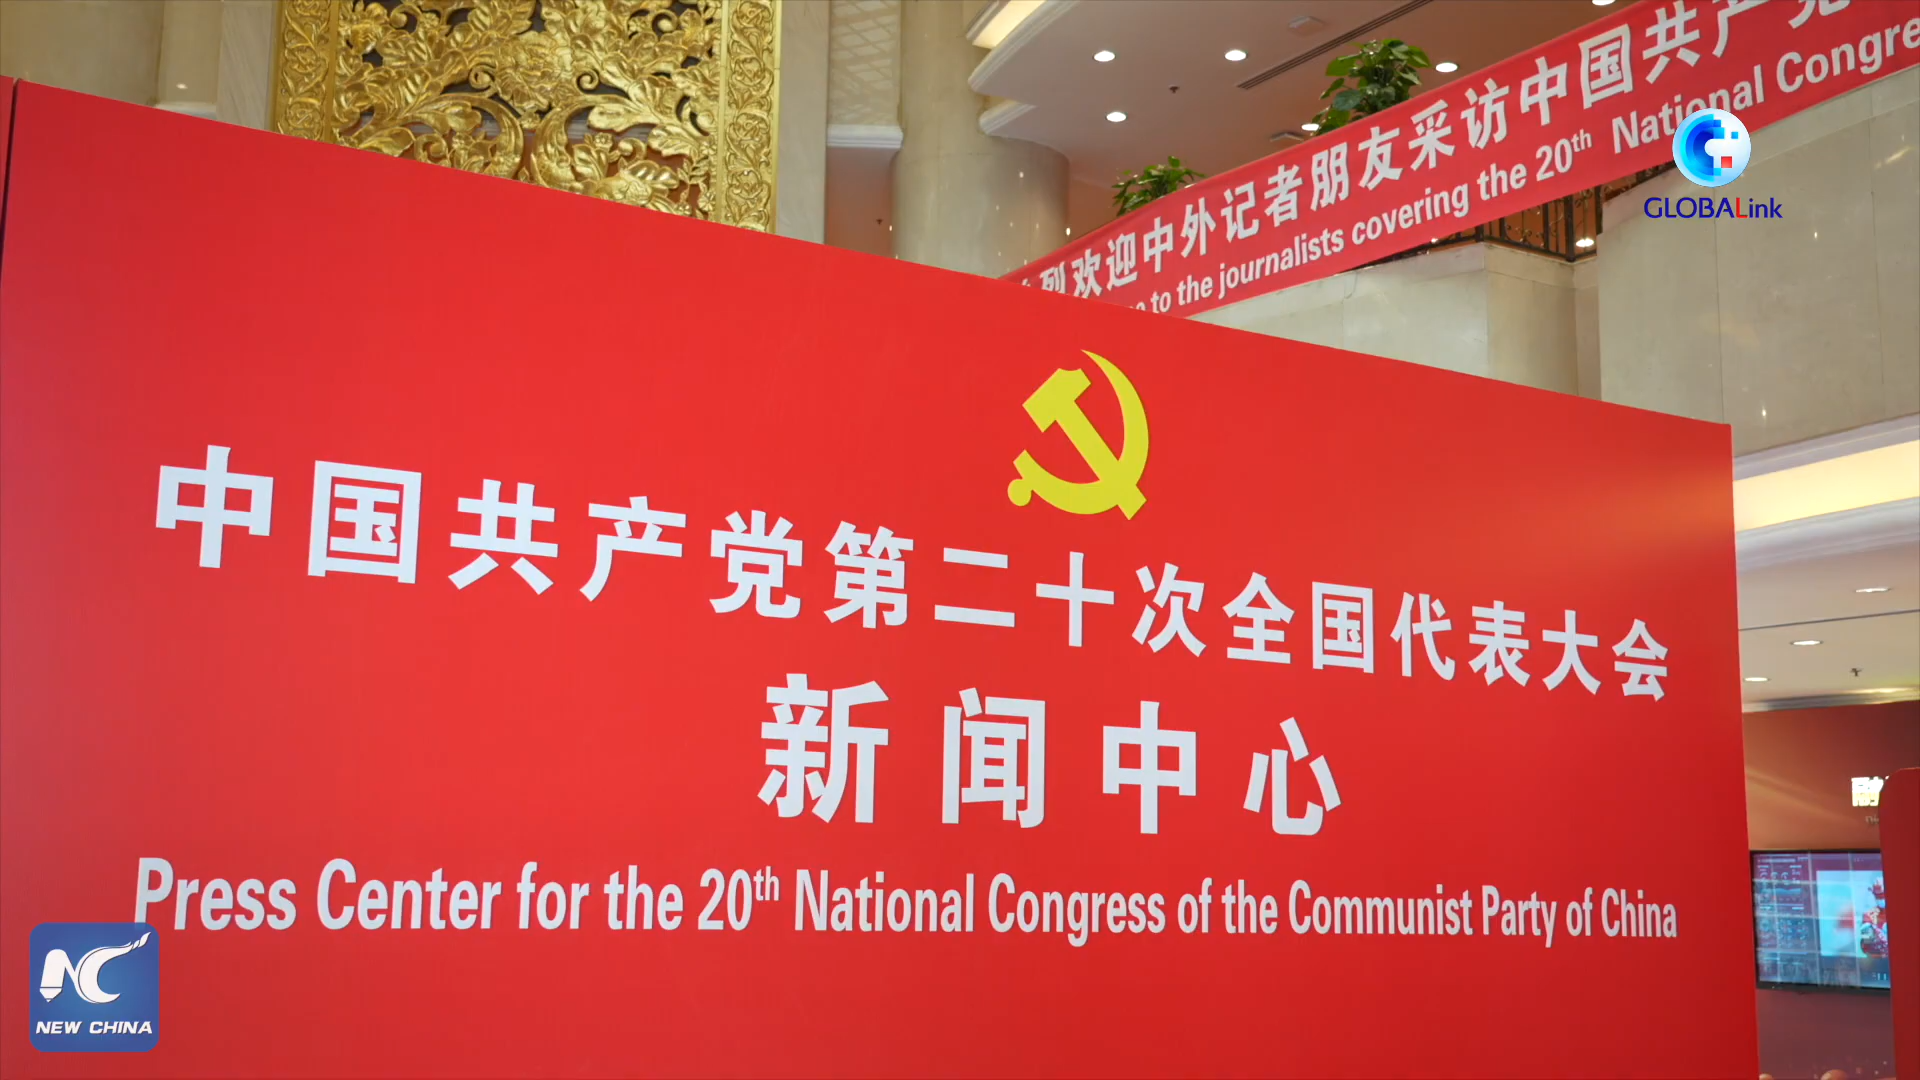 列欢迎中外记者朋友采访中国共产党
to the journalists covering the 20th National Congre
GLOBALink
中国共产党第二十次全国代表大会
新闻中心
Press Center for the 20th National Congress of the Communist Party of China
NEW CHINA